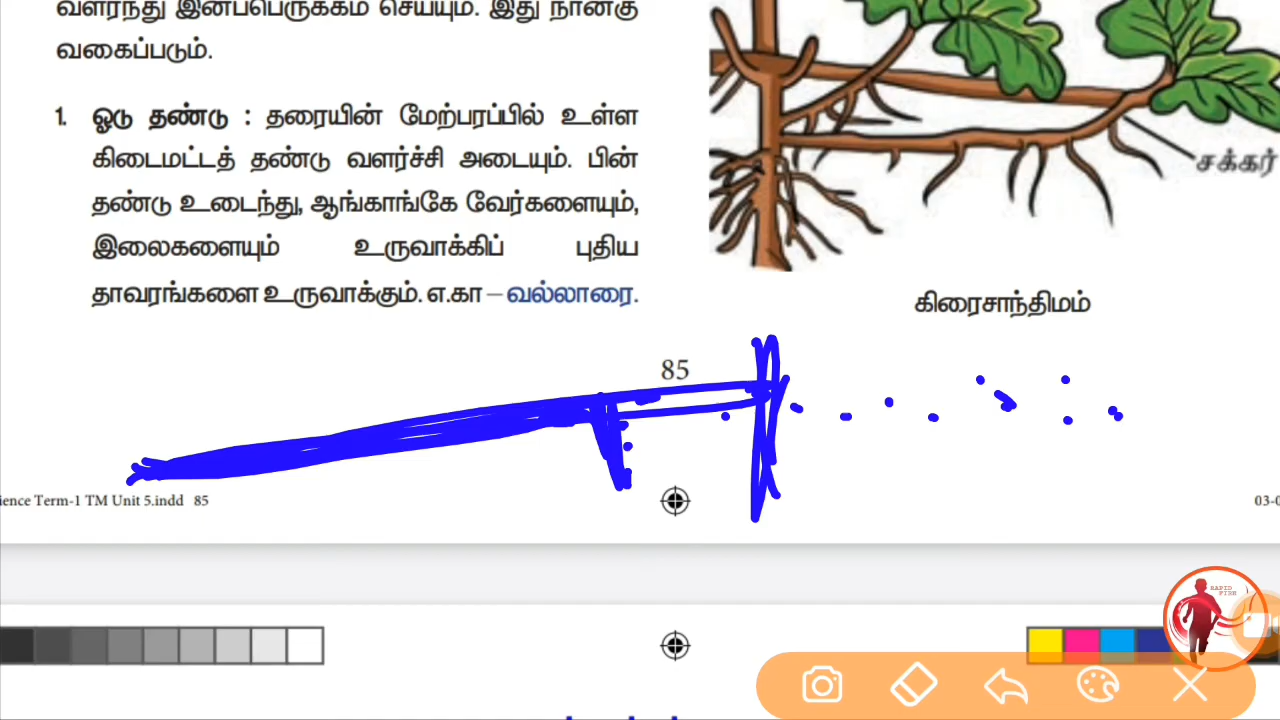 வளர்ந்து இனப்பெருக்கம் செய்யும். இது நான்கு
வகைப்படும்.
1. ஓடு தண்டு : தரையின் மேற்பரப்பில் உள்ள
கிடைமட்டத் தண்டு வளர்ச்சி அடையும். பின்
தண்டு உடைந்து, ஆங்காங்கே வேர்களையும்,
இலைகளையும் உருவாக்கிப் புதிய
தாவரங்களை உருவாக்கும். எ.கா – வல்லாரை.
சக்கர்
கிரைசாந்திமம்
85
ience Term-1 TM Unit 5.indd 85
03-0
RAPID